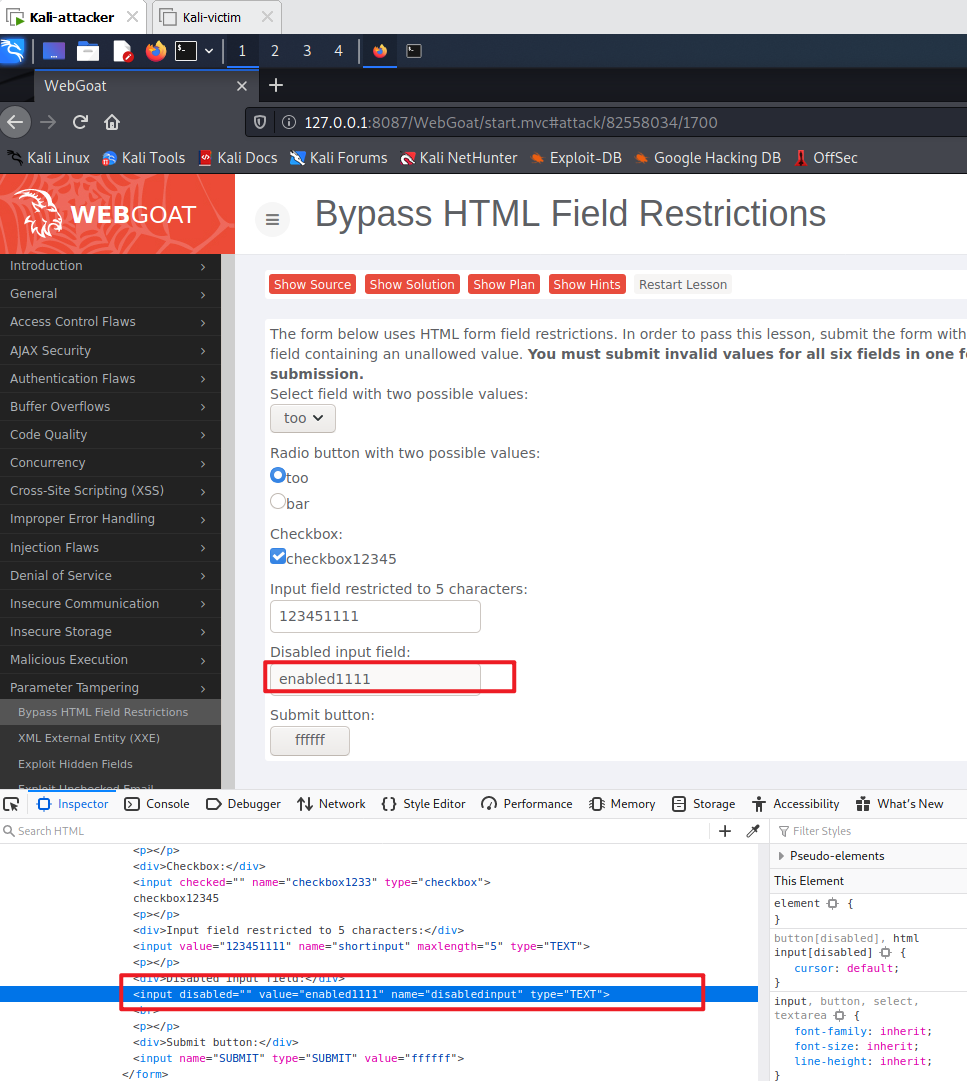 Kali-attacker
Kali-victim
1 2 3 4
WebGoat
127.0.0.1:8087/WebGoat/start.mvc#attack/82558034/1700
Kali Linux Kali Tools Kali Docs Kali Forums Kali NetHunter Exploit-DB Google Hacking DB OffSec
WEBGOAT
Bypass HTML Field Restrictions
Introduction
General
Access Control Flaws
AJAX Security
Authentication Flaws
Buffer Overflows
Code Quality
Concurrency
Cross-Site Scripting (XSS)
Improper Error Handling
Injection Flaws
Denial of Service
Insecure Communication
Insecure Storage
Malicious Execution
Parameter Tampering
Bypass HTML Field Restrictions
XML External Entity (XXE)
Exploit Hidden Fields
Exploit Unchecked Email
Show Source Show Solution Show Plan Show Hints Restart Lesson
The form below uses HTML form field restrictions. In order to pass this lesson, submit the form with
field containing an unallowed value. You must submit invalid values for all six fields in one fo
submission.
Select field with two possible values:
too
Radio button with two possible values:
too
bar
Checkbox:
checkbox12345
Input field restricted to 5 characters:
123451111
Disabled input field:
enabled1111
Submit button:
ffffff
Inspector Console Debugger Network Style Editor Performance Memory Storage Accessibility What's New
Search HTML
<p></p>
<div>Checkbox:</div>
<input checked="" name="checkbox1233" type="checkbox">
checkbox12345
<p></p>
<div>Input field restricted to 5 characters:</div>
<input value="123451111" name="shortinput" maxlength="5" type="TEXT">
<p></p>
<div>Disabled input field:</div>
<input disabled="" value="enabled1111" name="disabledinput" type="TEXT">
<br>
<p></p>
<div>Submit button:</div>
<input name="SUBMIT" type="SUBMIT" value="ffffff">
</form>
Filter Styles
Pseudo-elements
This Element
element {
}
button[disabled], html
input[disabled] {
cursor: default;
}
input, button, select,
textarea {
font-family: inherit;
font-size: inherit;
line-height: inherit;
}